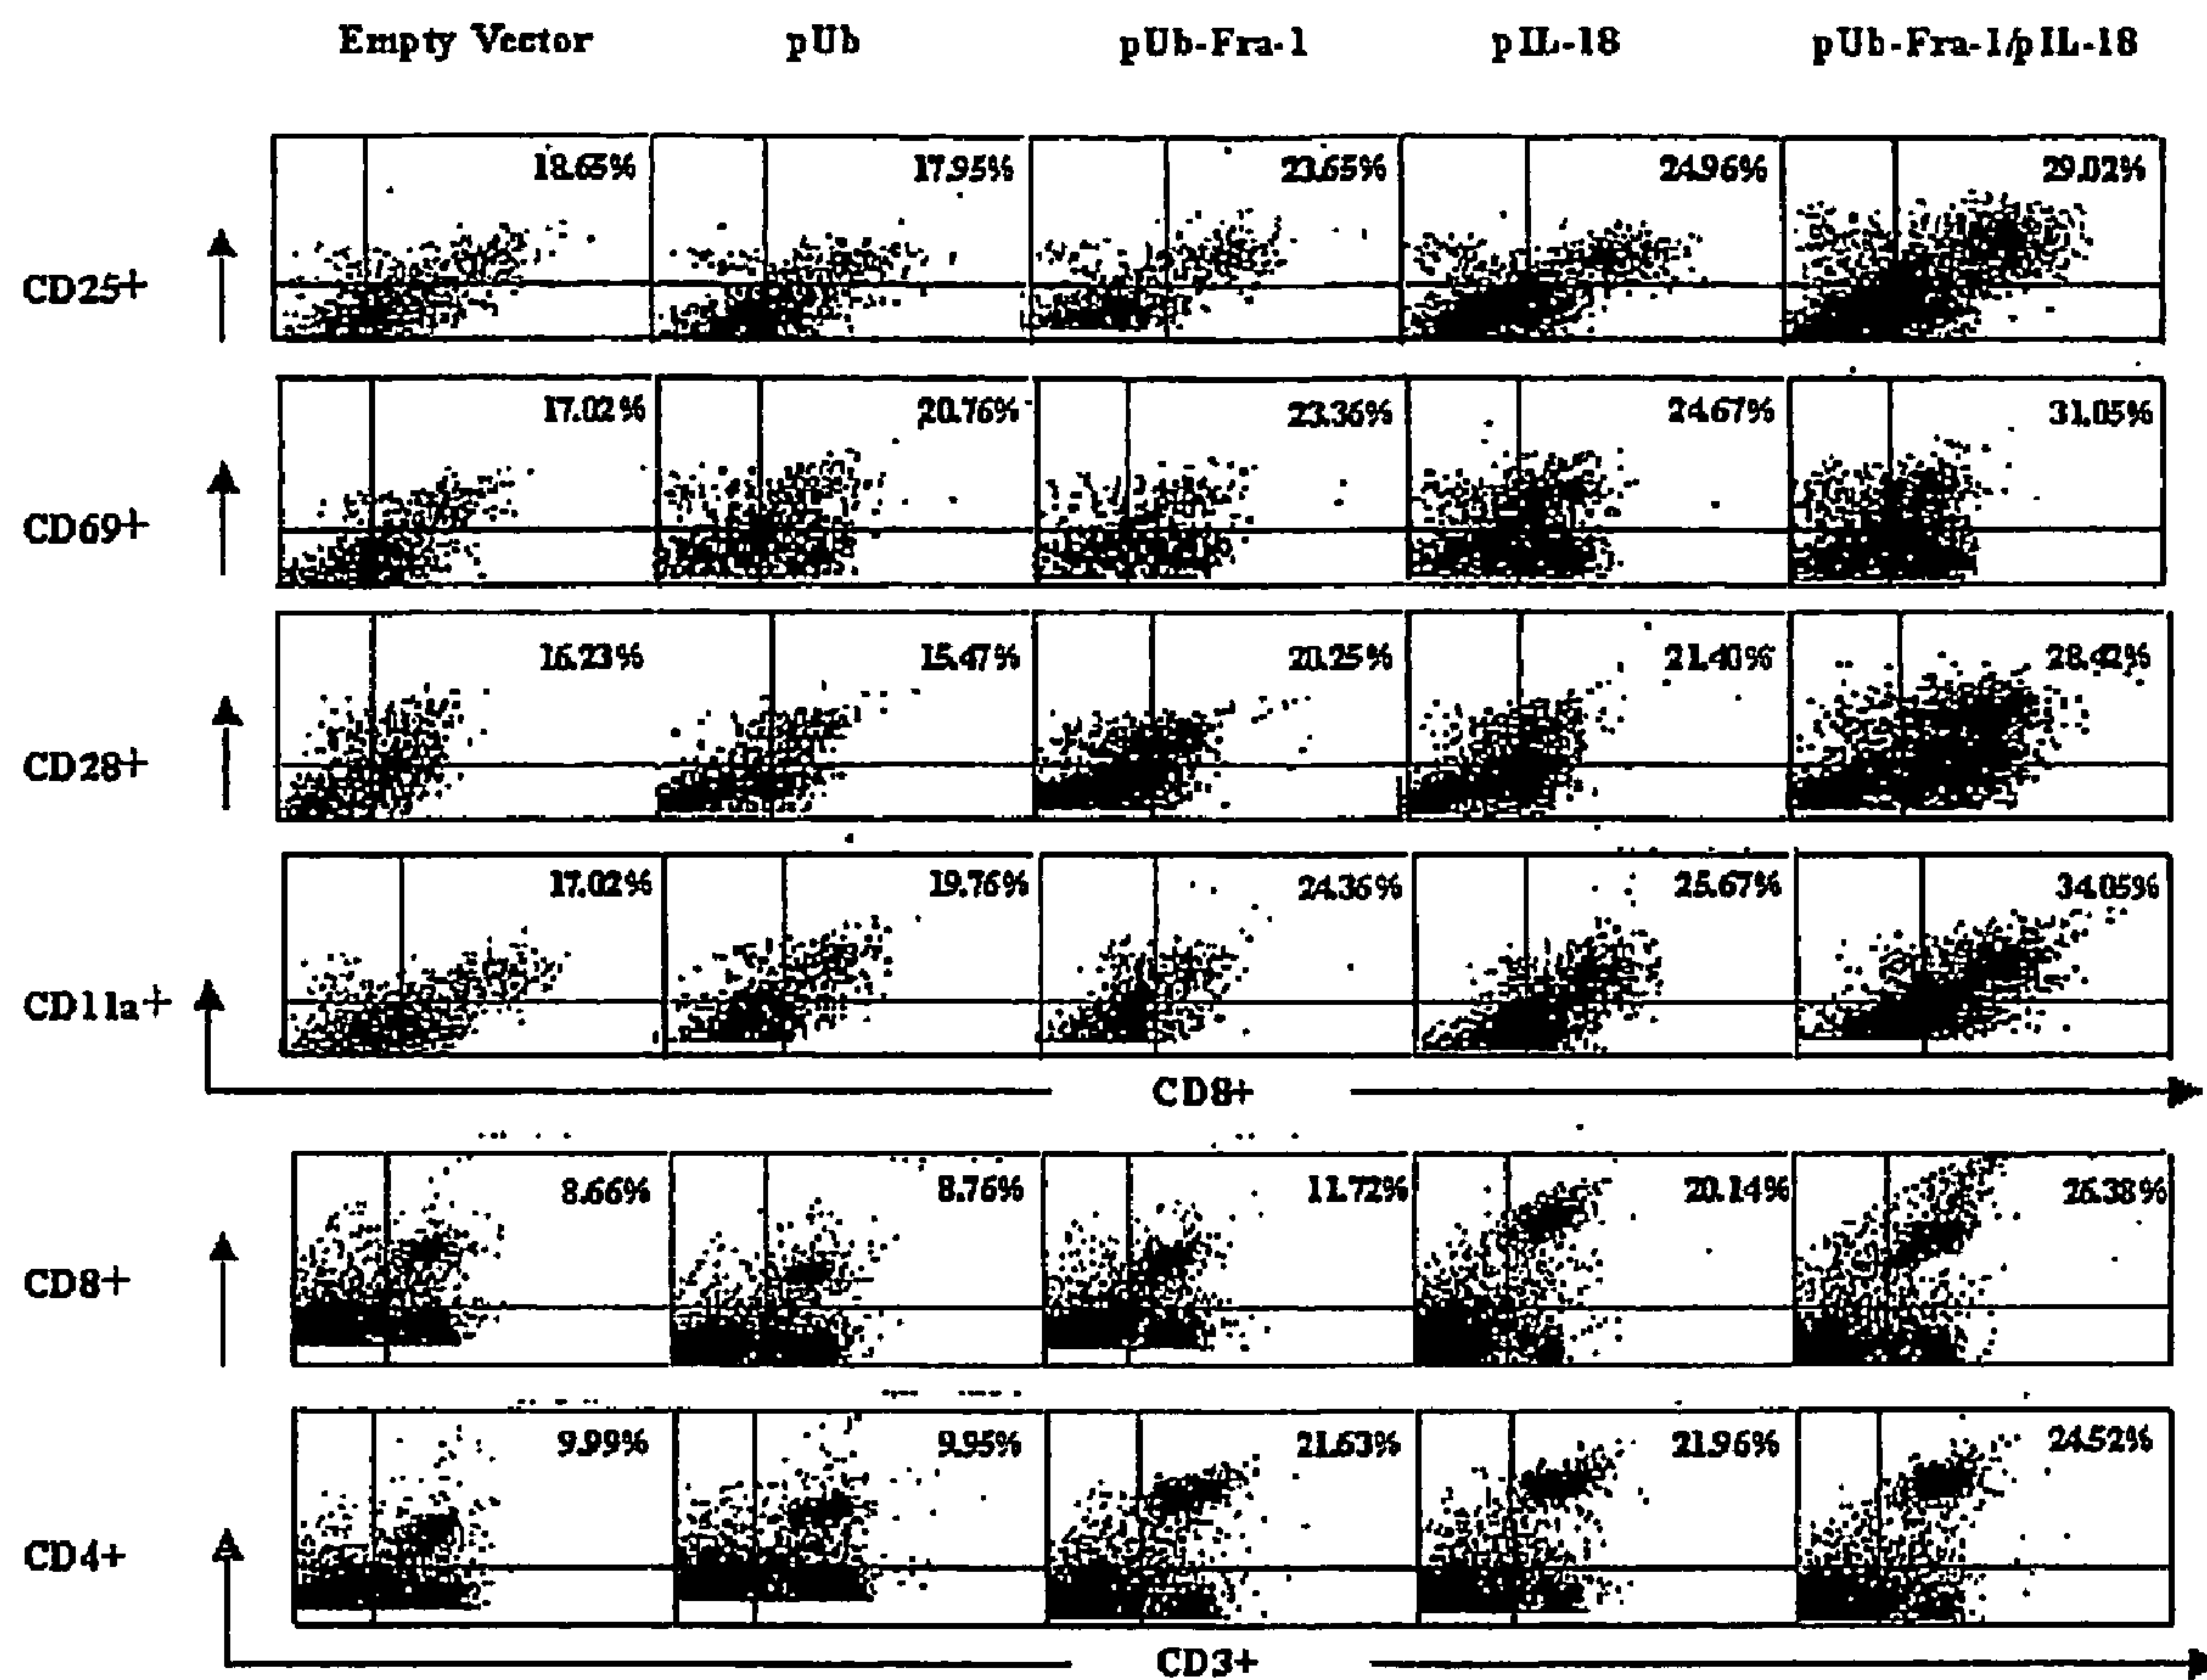 Empty Vector pUb pUb-Fra-1 pIL-18 pUb-Fra-1/pIL-18
18.65% 17.95% 23.65% 24.96% 29.02%
CD25+
17.02% 20.76% 23.36% 24.67% 31.05%
CD69+
16.23% 15.47% 20.25% 21.40% 28.42%
CD28+
17.02% 19.76% 24.36% 25.67% 34.05%
CD11a+
CD8+
8.66% 8.76% 11.72% 20.14% 26.38%
CD8+
9.99% 9.95% 21.63% 21.96% 24.52%
CD4+
CD3+